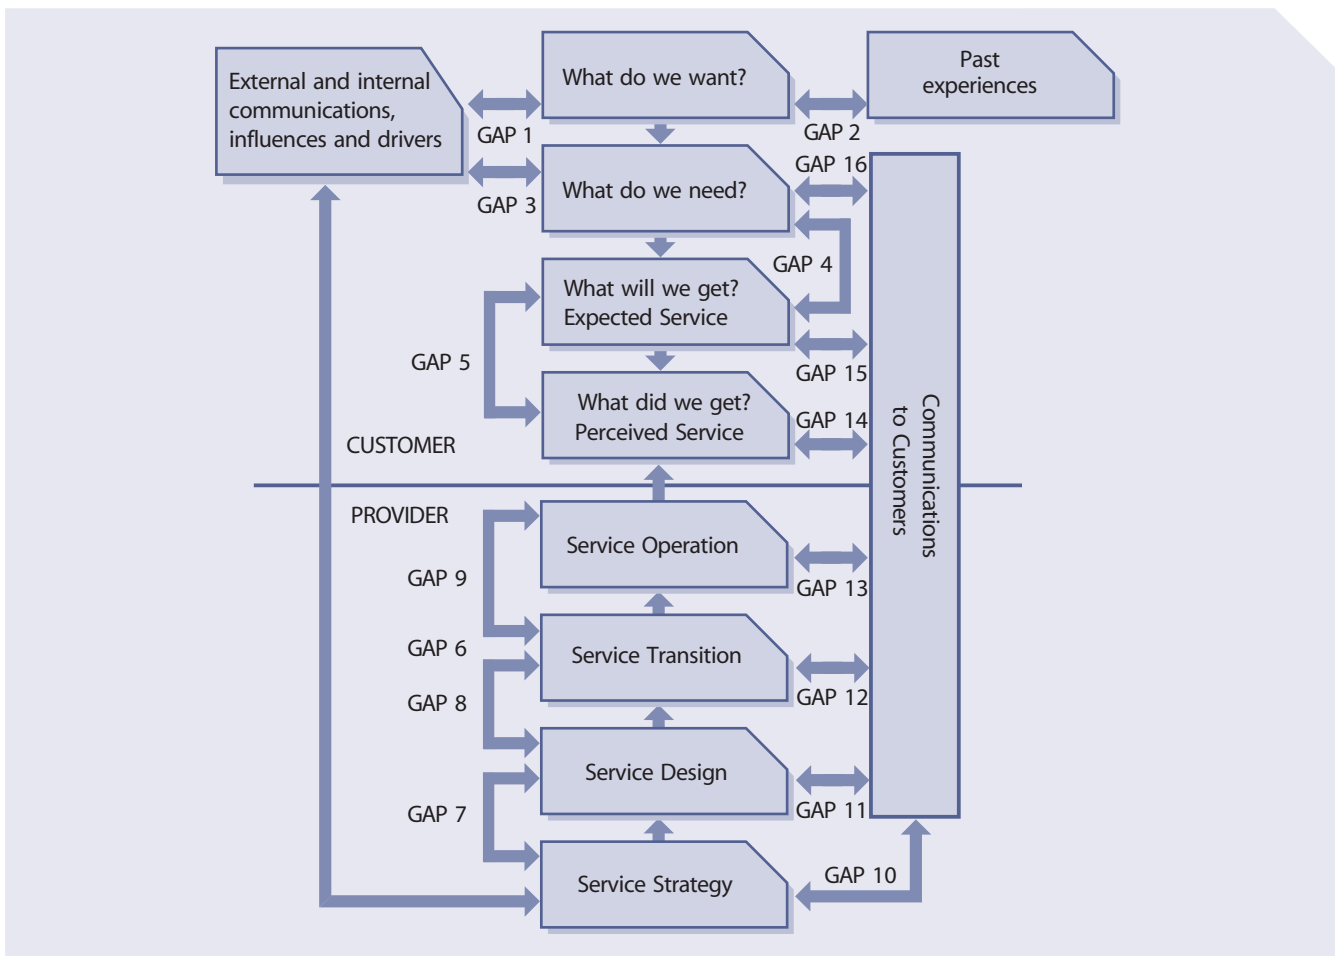 External and internal
communications,
influences and drivers
What do we want?
Past
experiences
GAP 1
GAP 2
GAP 3
What do we need?
GAP 16
GAP 4
What will we get?
Expected Service
GAP 5
GAP 15
What did we get?
Perceived Service
GAP 14
Communications
to Customers
CUSTOMER
PROVIDER
Service Operation
GAP 9
GAP 13
GAP 6
Service Transition
GAP 8
GAP 12
Service Design
GAP 7
GAP 11
Service Strategy
GAP 10